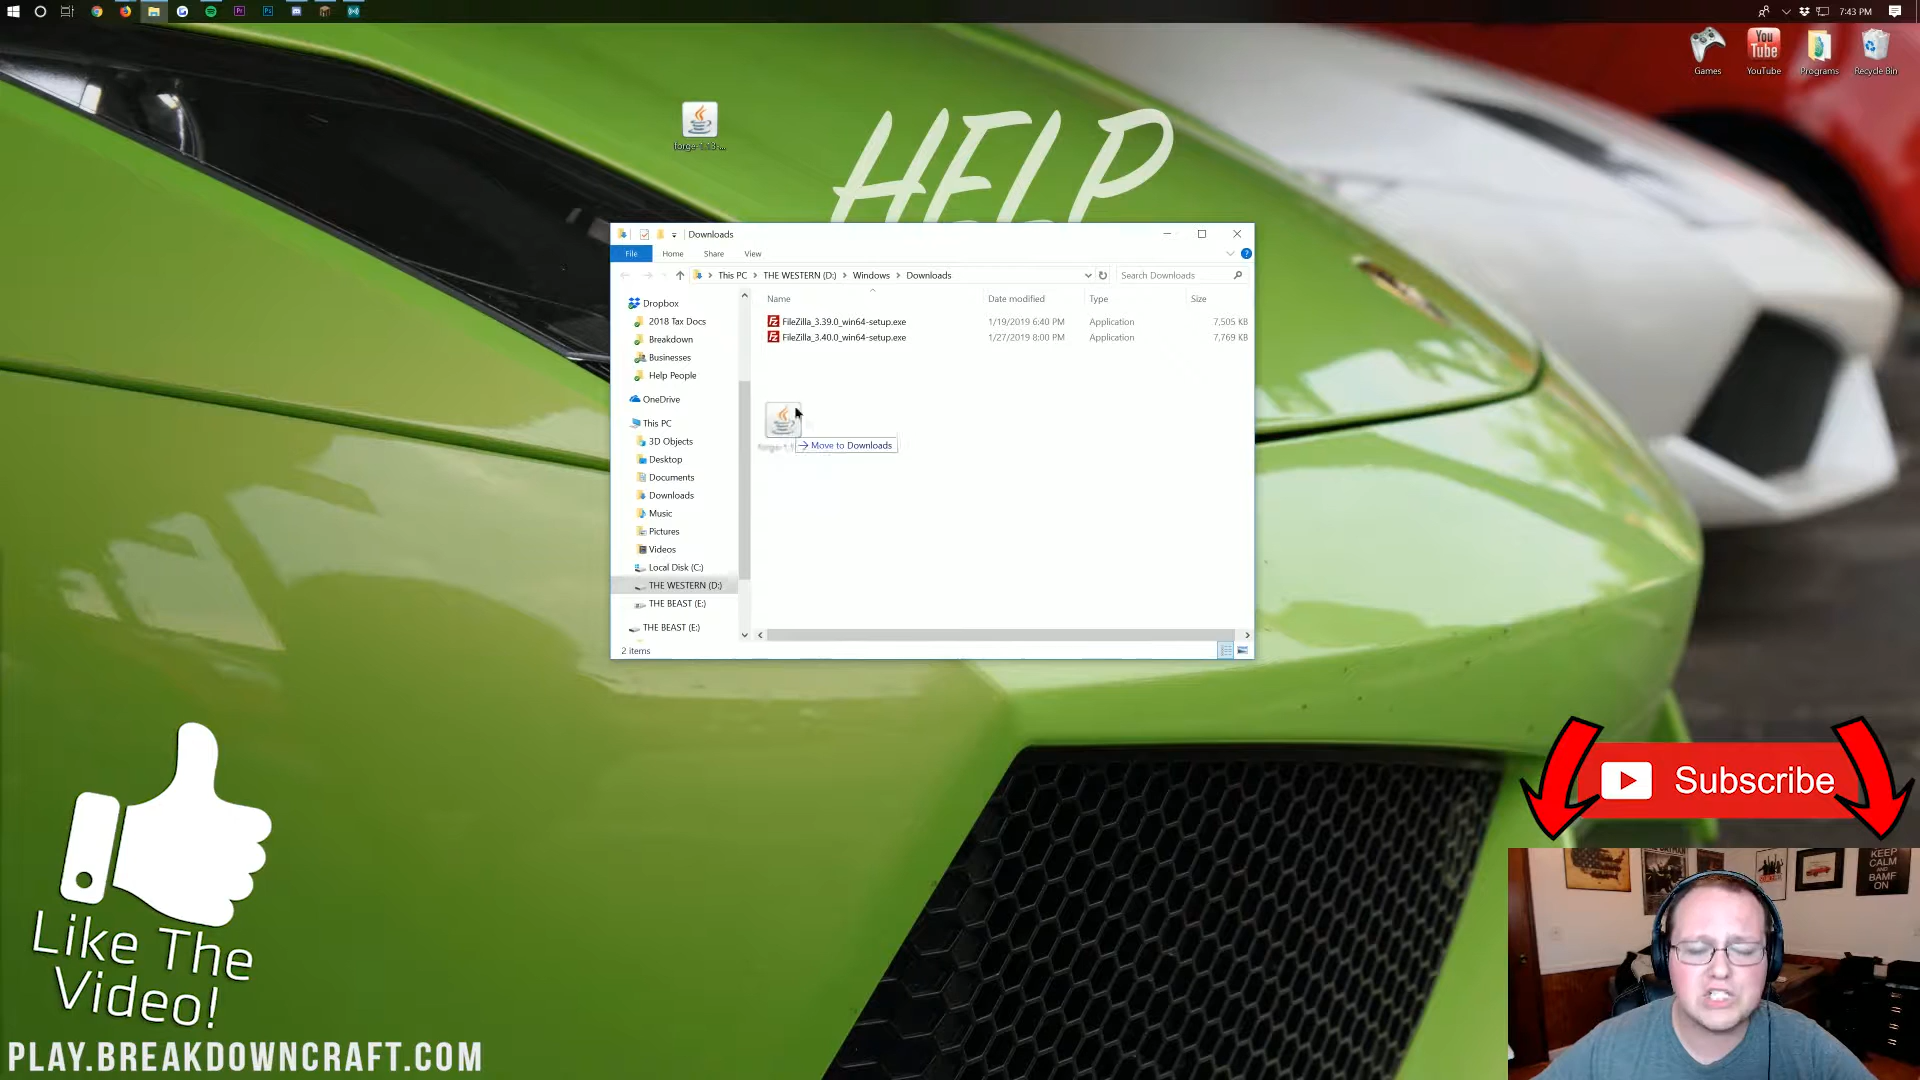 7:43 PM
Games
YouTube
Programs
Recycle Bin
forge-1.13-...
HELP
Downloads
File
Home
Share
View
This PC > THE WESTERN (D:) > Windows > Downloads
Search Downloads
Name
Date modified
Type
Size
Dropbox
2018 Tax Docs
Breakdown
Businesses
Help People
OneDrive
This PC
3D Objects
Desktop
Documents
Downloads
Music
Pictures
Videos
Local Disk (C:)
THE WESTERN (D:)
THE BEAST (E:)
THE BEAST (E:)
FileZilla_3.39.0_win64-setup.exe 1/19/2019 6:40 PM Application 7,505 KB
FileZilla_3.40.0_win64-setup.exe 1/27/2019 8:00 PM Application 7,769 KB
Move to Downloads
2 items
Subscribe
KEEP
CALM
AND
BAMF
ON
Like The
Video!
PLAY.BREAKDOWNCRAFT.COM